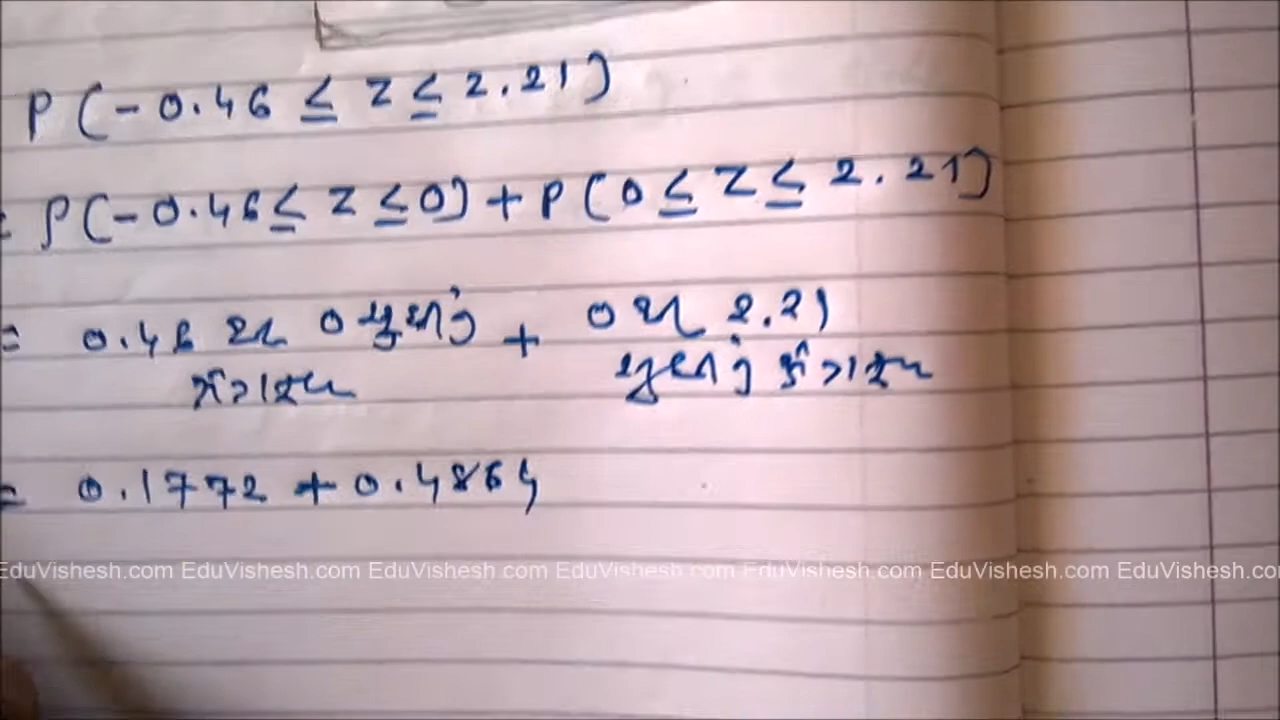 P (-0.46 ≤ Z ≤ 2.21)
= P(-0.46 ≤ Z ≤ 0) + P(0 ≤ Z ≤ 2.21)
= 0.46 થી 0 સુધીનું + 0 થી 2.21
ક્ષેત્રફળ સુધીનું ક્ષેત્રફળ
= 0.1772 + 0.4864
EduVishesh.com EduVishesh.com EduVishesh.com EduVishesh.com EduVishesh.com EduVishesh.com EduVishesh.com